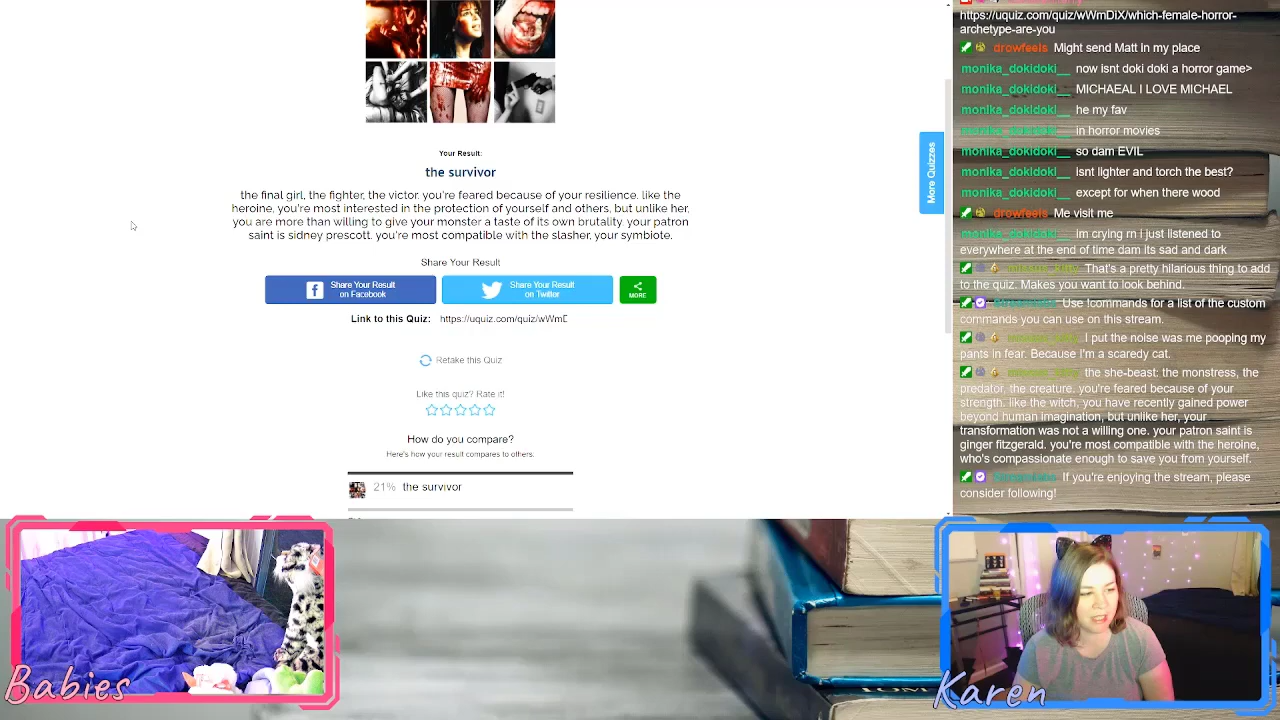 Your Result:
the survivor
the final girl, the fighter, the victor. you're feared because of your resilience. like the
heroine, you're most interested in the protection of yourself and others, but unlike her,
you are more than willing to give your monster a taste of its own brutality. your patron
saint is sidney prescott. you're most compatible with the slasher, your symbiote.
Share Your Result
Share Your Result
on Facebook
Share Your Result
on Twitter
MORE
Link to this Quiz: https://uquiz.com/quiz/wWmD
Retake this Quiz
Like this quiz? Rate it!
How do you compare?
Here's how your result compares to others.
21% the survivor
More Quizzes
https://uquiz.com/quiz/wWmDiX/which-female-horror-
archetype-are-you
drowfeels Might send Matt in my place
monika_dokidoki__ now isnt doki doki a horror game>
monika_dokidoki__ MICHAEAL I LOVE MICHAEL
monika_dokidoki__ he my fav
monika_dokidoki__ in horror movies
monika_dokidoki__ so dam EVIL
monika_dokidoki__ Isnt lighter and torch the best?
monika_dokidoki__ except for when there wood
drowfeels Me visit me
monika_dokidoki__ Im crying rn i just listened to
everywhere at the end of time dam its sad and dark
That's a pretty hilarious thing to add
to the quiz. Makes you want to look behind.
Use !commands for a list of the custom
commands you can use on this stream.
I put the noise was me pooping my
pants in fear. Because I'm a scaredy cat.
the she-beast: the monstress, the
predator, the creature. you're feared because of your
strength. like the witch, you have recently gained power
beyond human imagination, but unlike her, your
transformation was not a willing one. your patron saint is
ginger fitzgerald. you're most compatible with the heroine,
who's compassionate enough to save you from yourself.
If you're enjoying the stream, please
consider following!
Babies
Karen